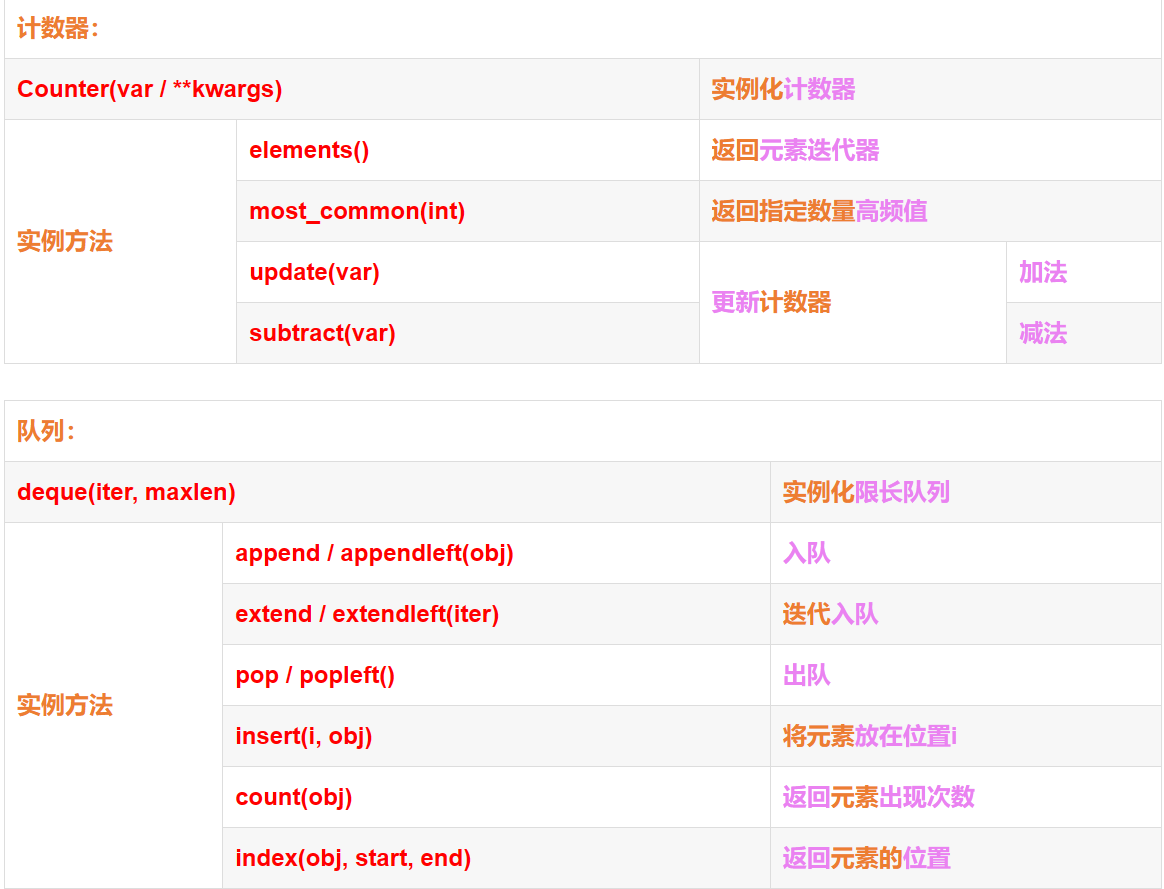 计数器：
Counter(var / **kwargs) 实例化计数器
实例方法
elements() 返回元素迭代器
most_common(int) 返回指定数量高频值
update(var) 更新计数器 加法
subtract(var) 减法
队列：
deque(iter, maxlen) 实例化限长队列
实例方法
append / appendleft(obj) 入队
extend / extendleft(iter) 迭代入队
pop / popleft() 出队
insert(i, obj) 将元素放在位置i
count(obj) 返回元素出现次数
index(obj, start, end) 返回元素的位置